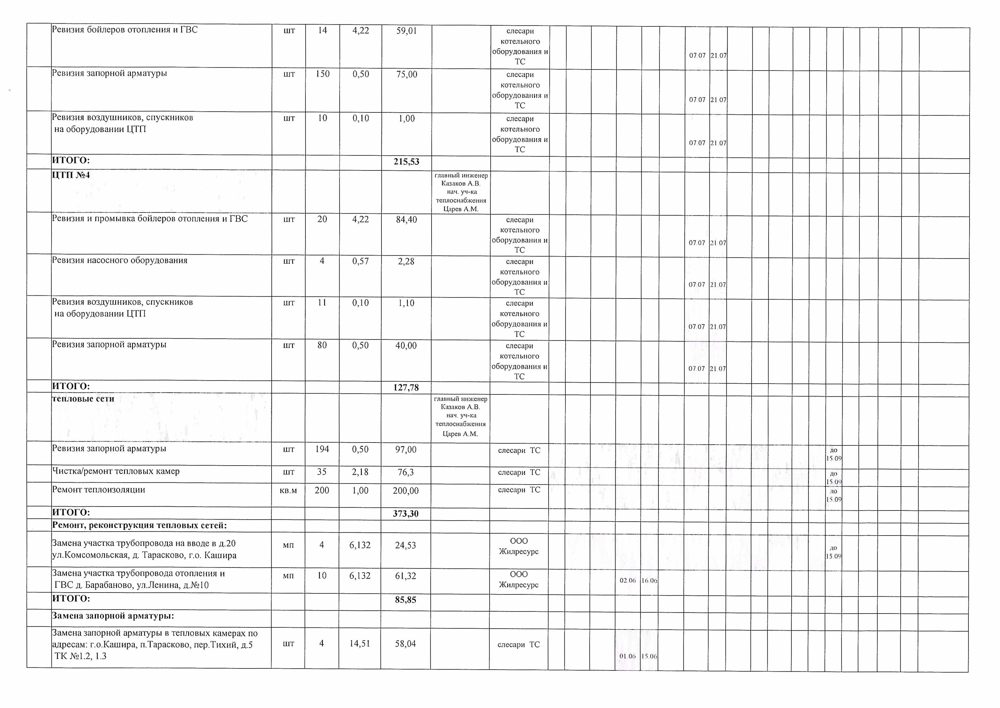 Ревизия бойлеров отопления и ГВС шт 14 4,22 59,01 слесари
котельного
оборудования и
ТС
07.07 21.07
Ревизия запорной арматуры шт 150 0,50 75,00 слесари
котельного
оборудования и
ТС
07.07 21.07
Ревизия воздушников, спускников шт 10 0,10 1,00 слесари
на оборудовании ЦТП котельного
оборудования и
ТС
07.07 21.07
ИТОГО: 215,53
ЦТП №4 главный инженер
Казаков А.В.
нач. уч-ка
теплоснабжения
Царев А.М.
Ревизия и промывка бойлеров отопления и ГВС шт 20 4,22 84,40 слесари
котельного
оборудования и
ТС
07.07 21.07
Ревизия насосного оборудования шт 4 0,57 2,28 слесари
котельного
оборудования и
ТС
07.07 21.07
Ревизия воздушников, спускников шт 11 0,10 1,10 слесари
на оборудовании ЦТП котельного
оборудования и
ТС
07.07 21.07
Ревизия запорной арматуры шт 80 0,50 40,00 слесари
котельного
оборудования и
ТС
07.07 21.07
ИТОГО: 127,78
тепловые сети главный инженер
Казаков А.В.
нач. уч-ка
теплоснабжения
Царев А.М.
Ревизия запорной арматуры шт 194 0,50 97,00 слесари ТС до
15.09
Чистка/ремонт тепловых камер шт 35 2,18 76,3 слесари ТС до
15.09
Ремонт теплоизоляции кв.м 200 1,00 200,00 слесари ТС до
15.09
ИТОГО: 373,30
Ремонт, реконструкция тепловых сетей:
Замена участка трубопровода на вводе в д.20 мп 4 6,132 24,53 ООО до
ул.Комсомольская, д. Тарасково, г.о. Кашира Жилресурс 15.09
Замена участка трубопровода отопления и мп 10 6,132 61,32 ООО 02.06 16.06
ГВС д. Барабаново, ул.Ленина, д.№10 Жилресурс
ИТОГО: 85,85
Замена запорной арматуры:
Замена запорной арматуры в тепловых камерах по
адресам: г.о.Кашира, п.Тарасково, пер.Тихий, д.5 шт 4 14,51 58,04 слесари ТС
ТК №1.2, 1.3 01.06 15.06